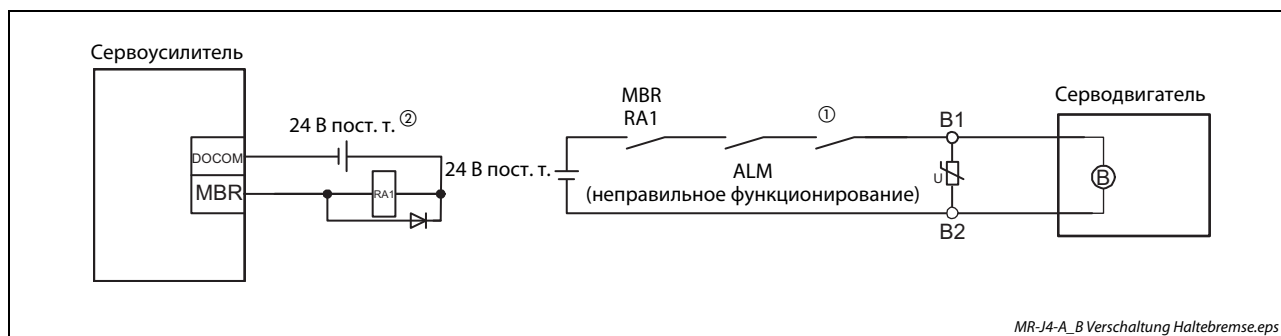 Сервоусилитель
24 В пост. т. ②
DOCOM
MBR
RA1
24 В пост. т.
MBR
RA1
①
ALM
(неправильное функционирование)
B1
U
B2
Серводвигатель
B
MR-J4-A_B Verschaltung Haltebremse.eps